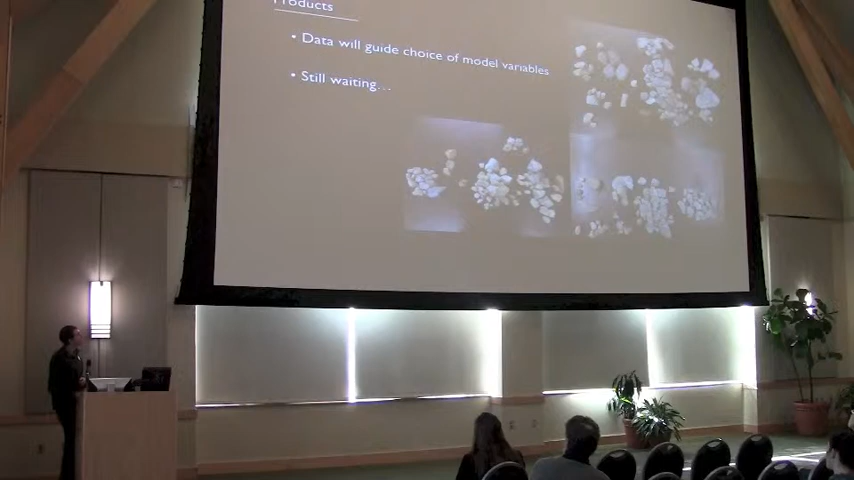 Products
• Data will guide choice of model variables
• Still waiting…